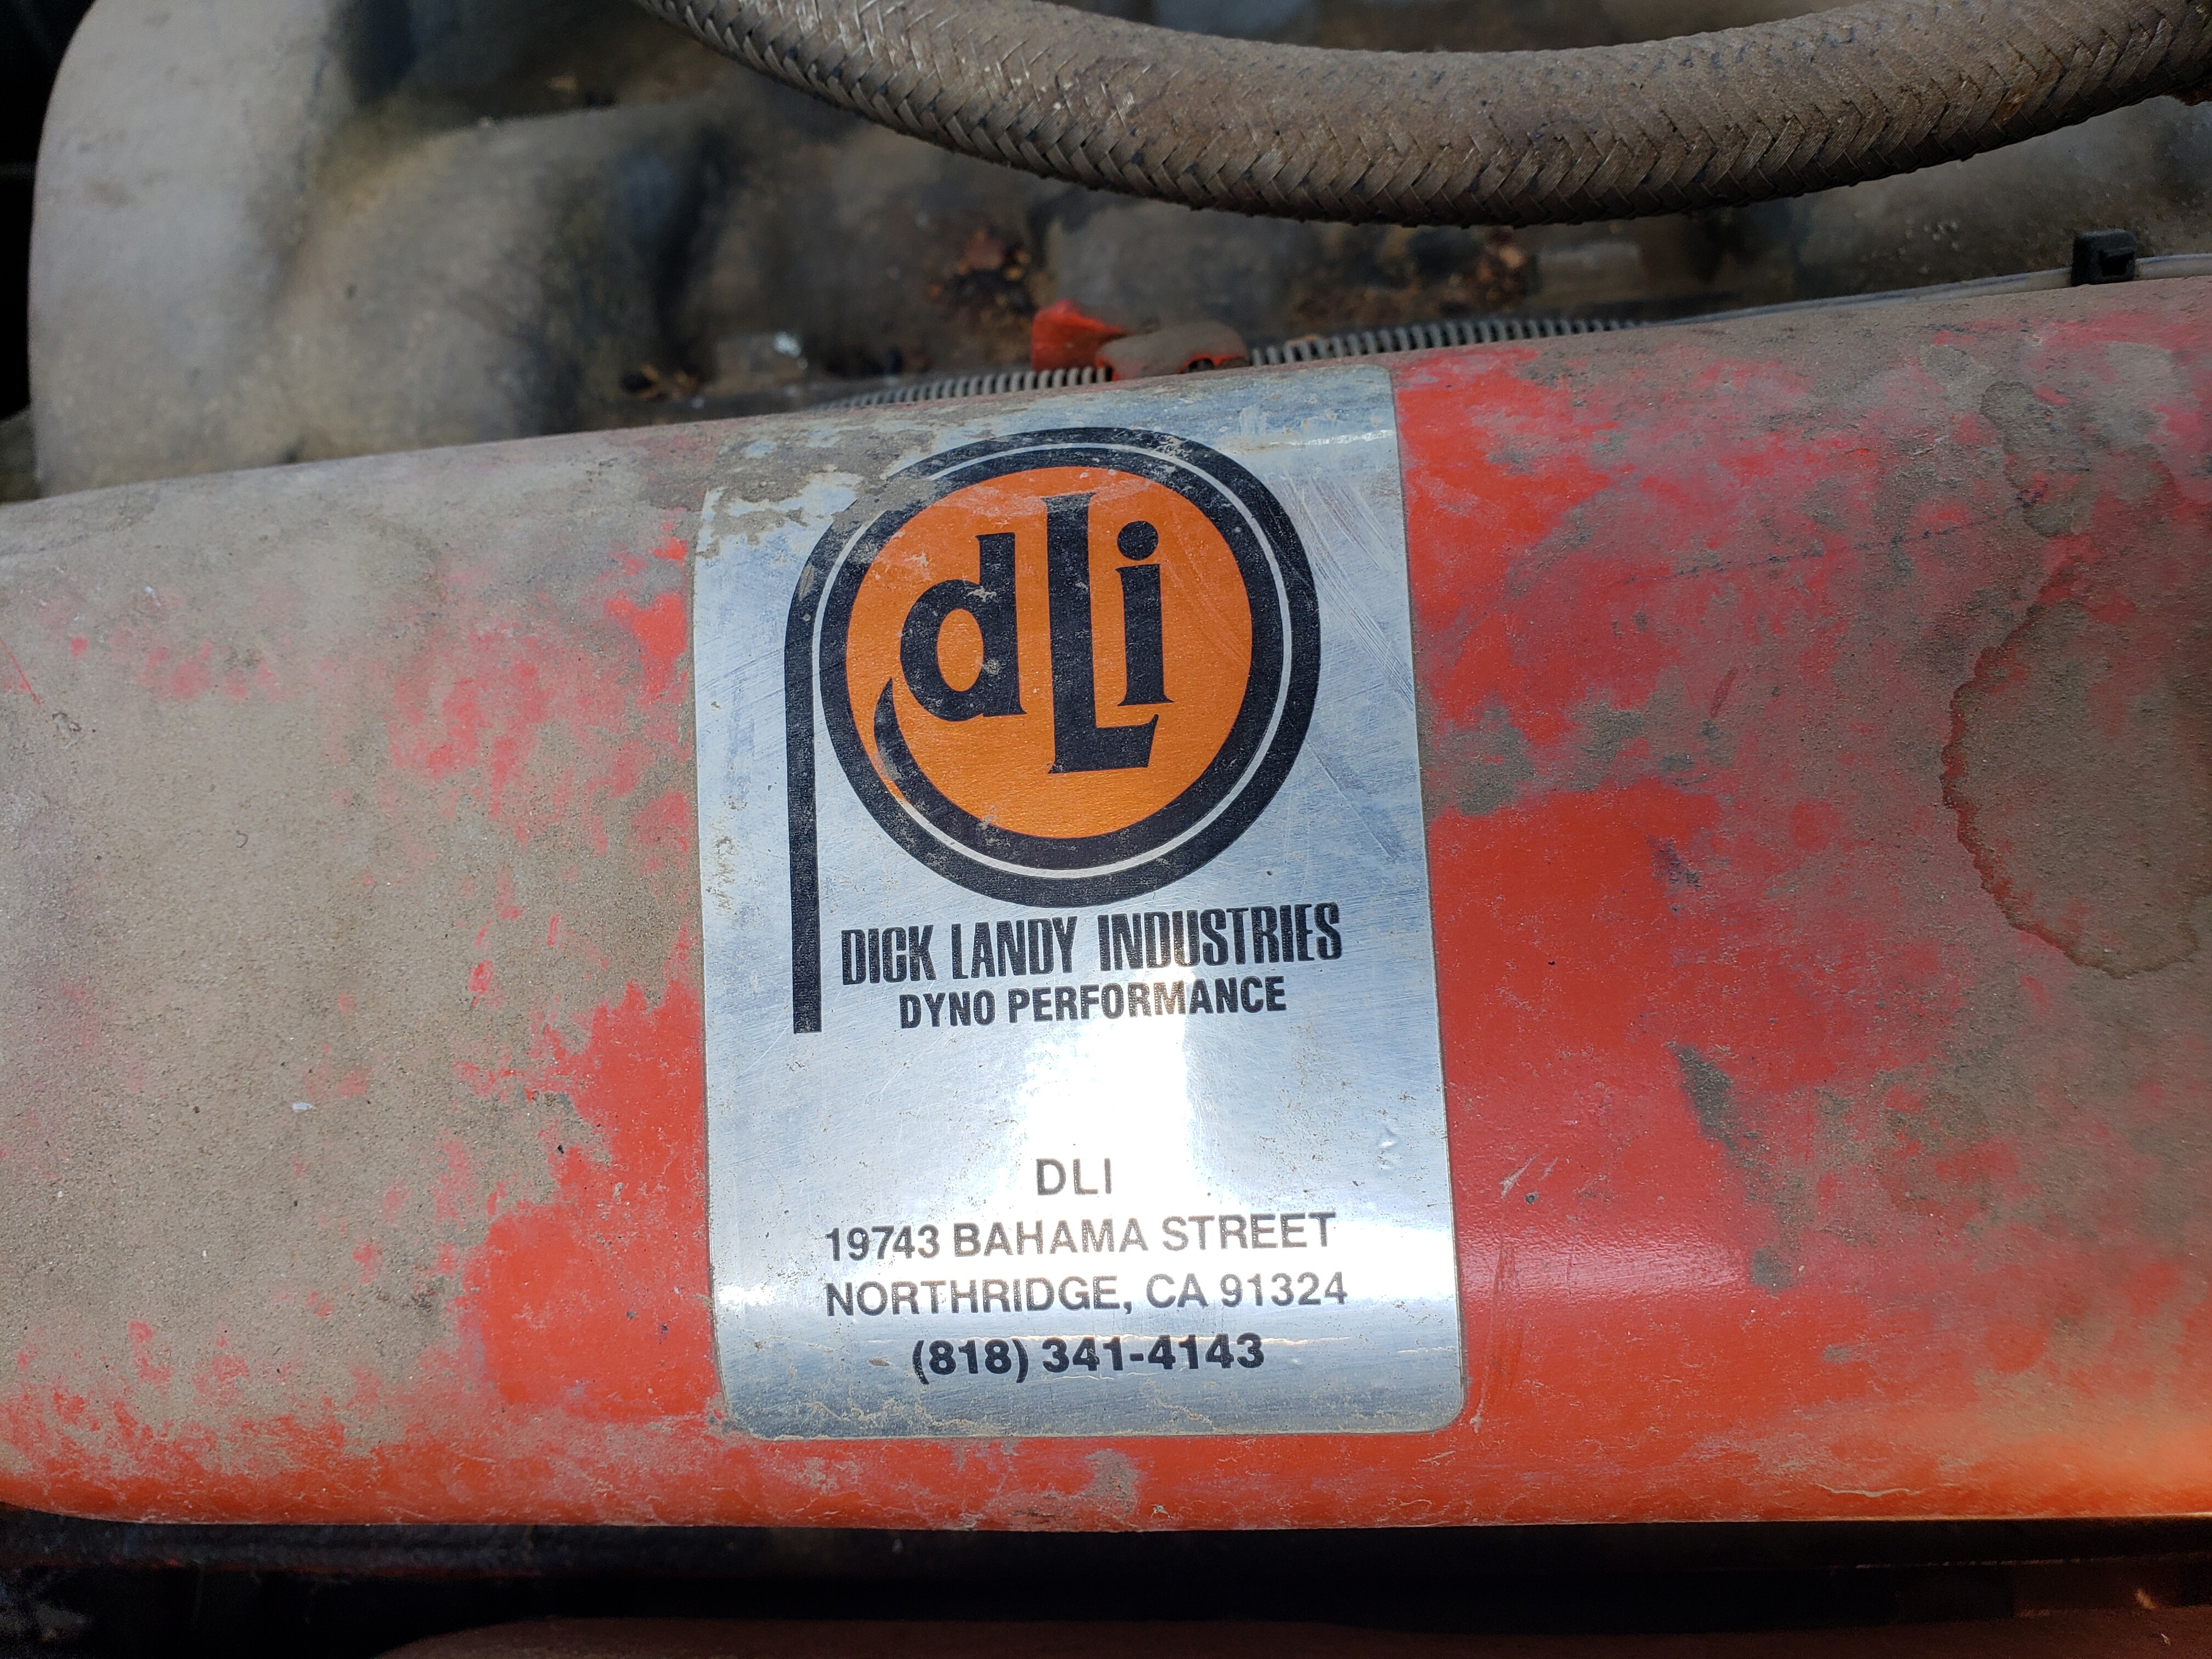 dLi
DICK LANDY INDUSTRIES
DYNO PERFORMANCE
DLI
19743 BAHAMA STREET
NORTHRIDGE, CA 91324
(818) 341-4143